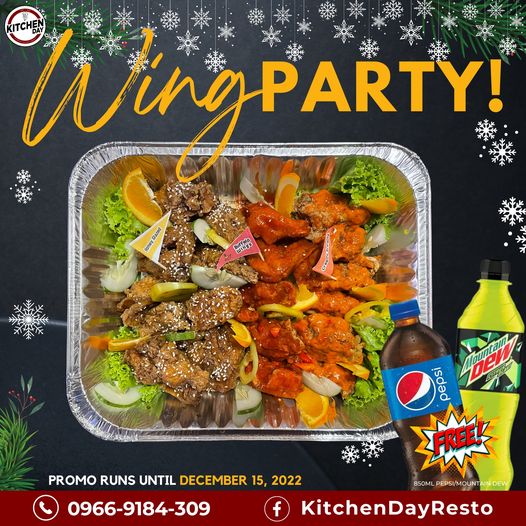 KITCHEN
DAY
Wing PARTY!
pepsi
Mountain
DEW
FREE!
850ML PEPSI/MOUNTAIN DEW
PROMO RUNS UNTIL DECEMBER 15, 2022
0966-9184-309
KitchenDayResto